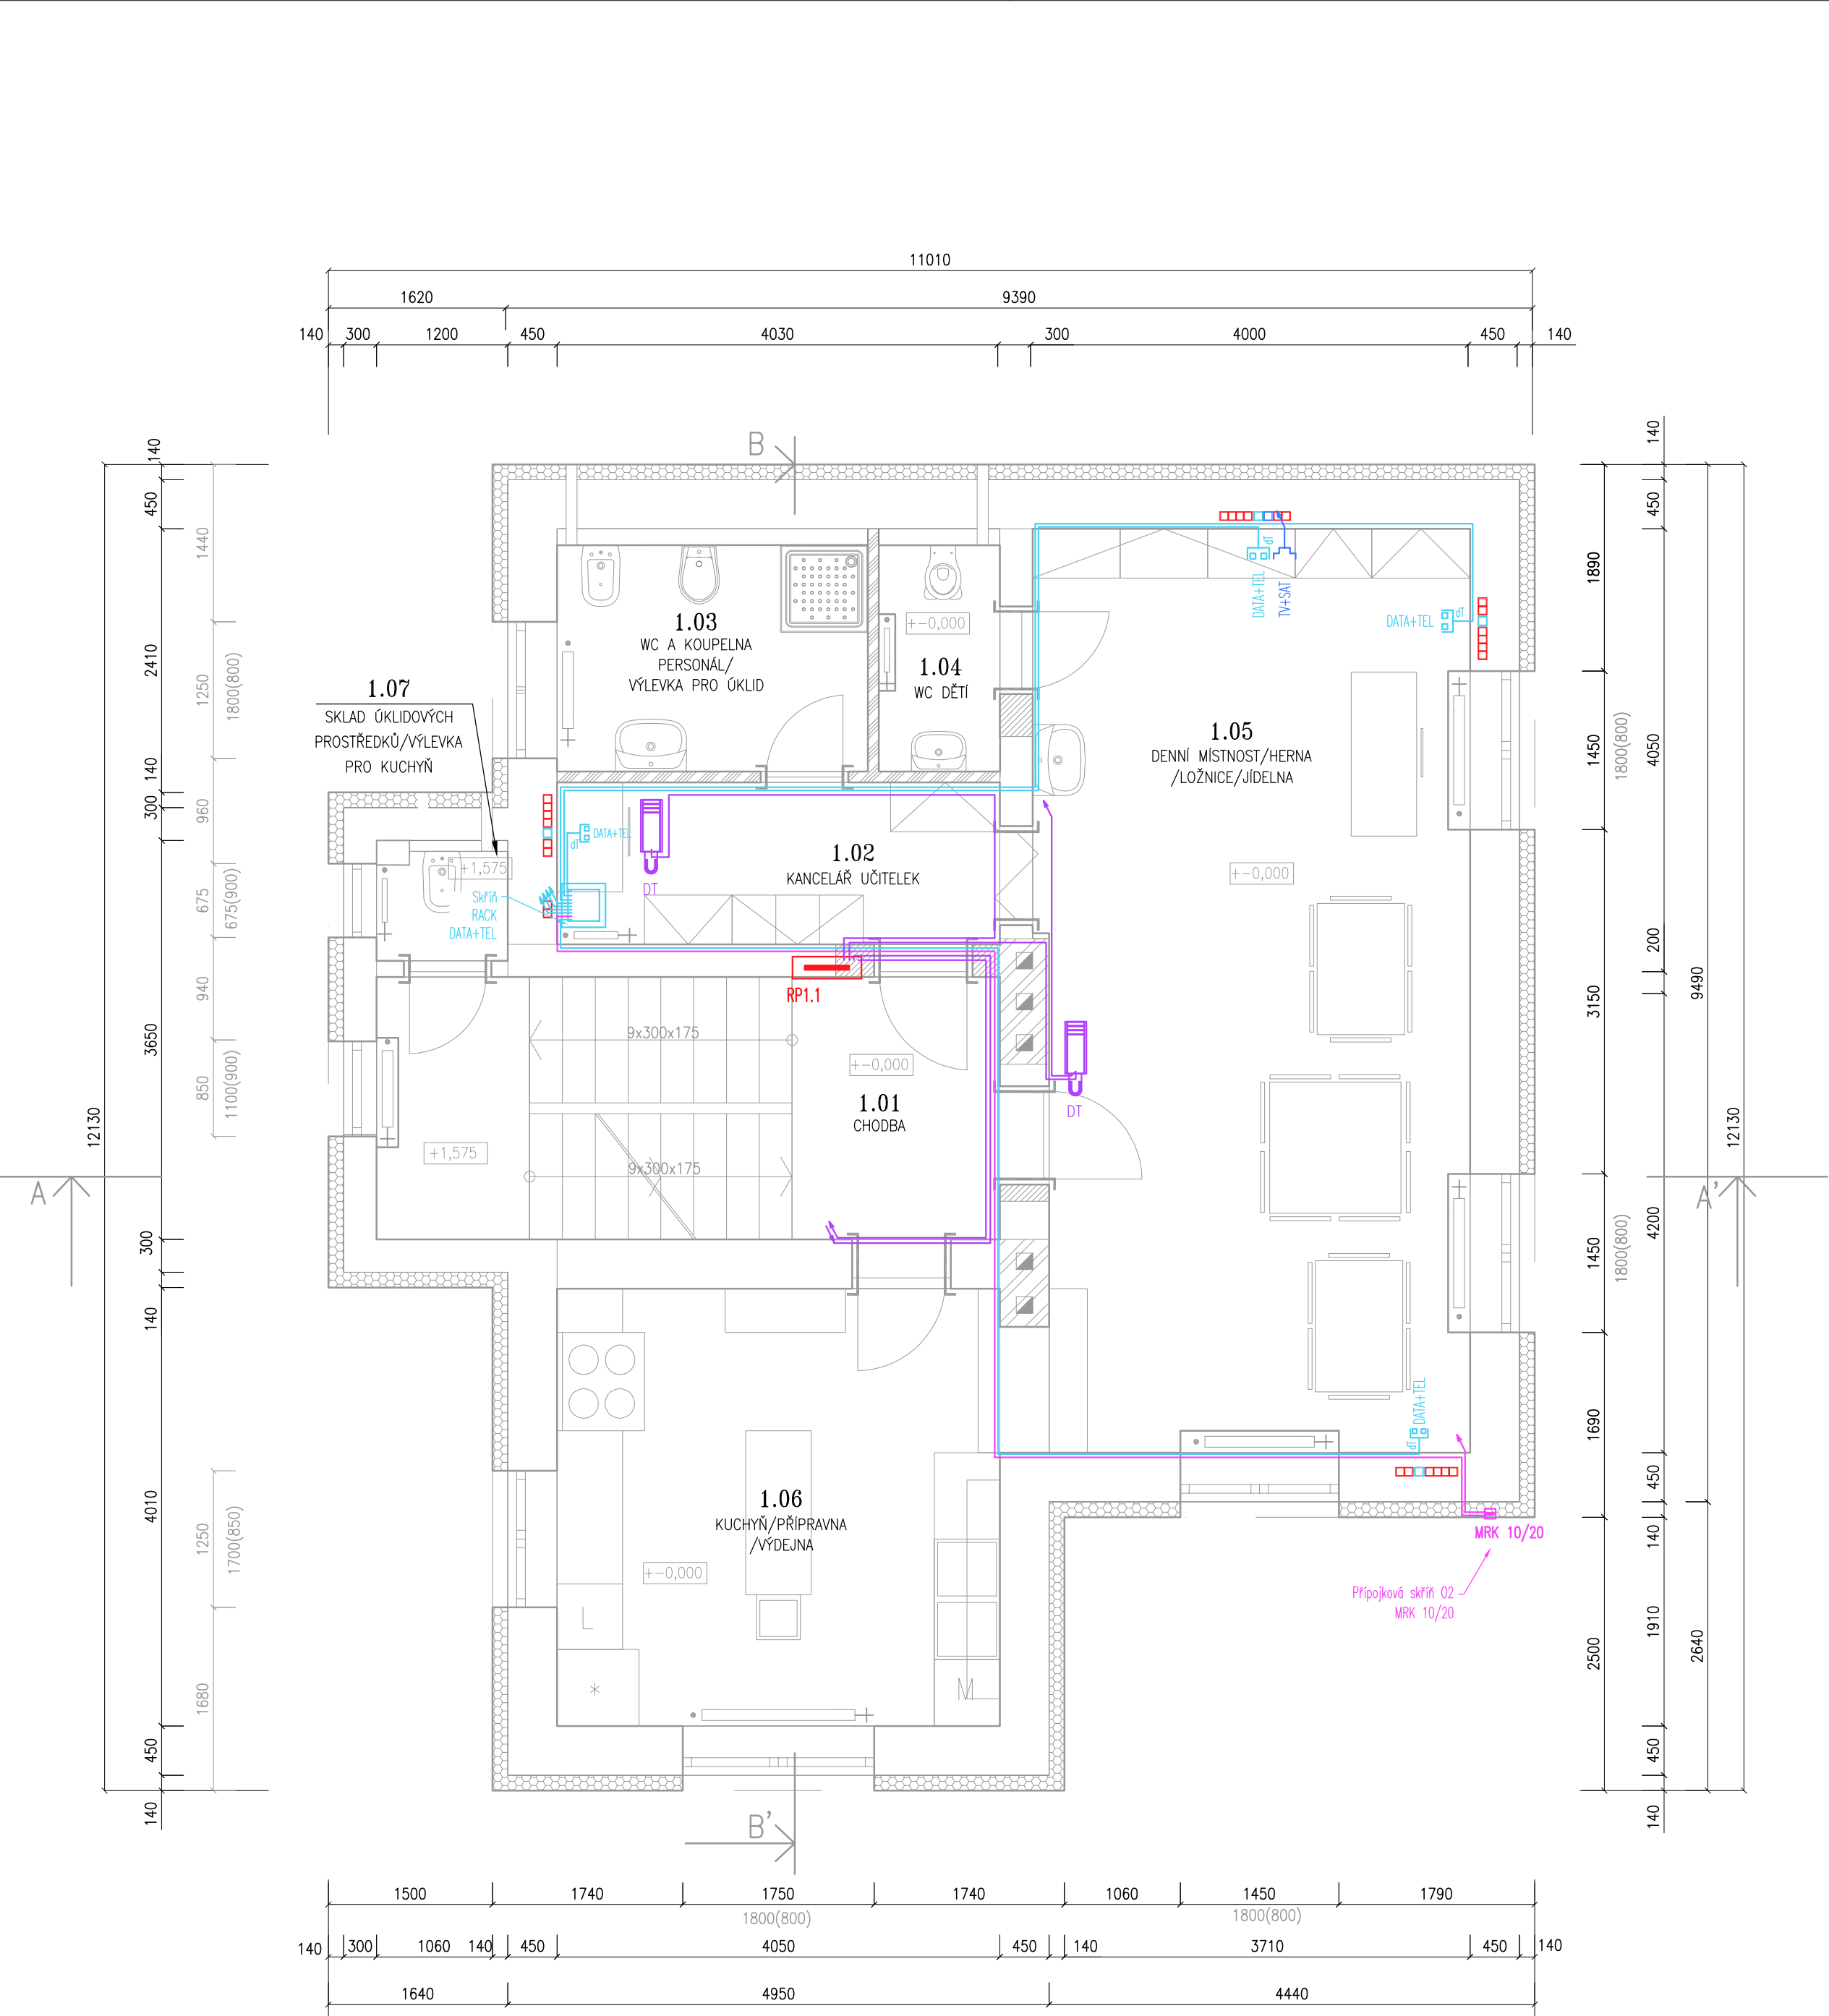 11010
1620
9390
140
300
1200
450
4030
300
4000
450
140
B
140
450
1440
2410
1250
1800(800)
140
300
960
675
675(900)
940
3650
850
1100(900)
12130
A
300
140
4010
1250
1700(850)
1680
450
140
140
450
1890
4050
1450
1800(800)
200
9490
3150
12130
A'
4200
1450
1800(800)
1690
450
140
1910
2640
2500
450
140
1.03
WC A KOUPELNA
PERSONÁL/
VÝLEVKA PRO ÚKLID
+-0,000
1.04
WC DĚTÍ
dT
DATA+TEL
TV+SAT
DATA+TEL
dT
1.07
SKLAD ÚKLIDOVÝCH
PROSTŘEDKŮ/VÝLEVKA
PRO KUCHYŇ
1.05
DENNÍ MÍSTNOST/HERNA
/LOŽNICE/JÍDELNA
+-0,000
DATA+TEL
dT
+1,575
DT
1.02
KANCELÁŘ UČITELEK
Skříň
RACK
DATA+TEL
RP1.1
9x300x175
+-0,000
1.01
CHODBA
DT
+1,575
9x300x175
DATA+TEL
dT
1.06
KUCHYŇ/PŘÍPRAVNA
/VÝDEJNA
+-0,000
L
*
M
MRK 10/20
Přípojková skříň O2
MRK 10/20
B'
1500
1740
1750
1740
1060
1450
1790
1800(800)
1800(800)
140
300
1060
140
450
4050
450
140
3710
450
140
1640
4950
4440